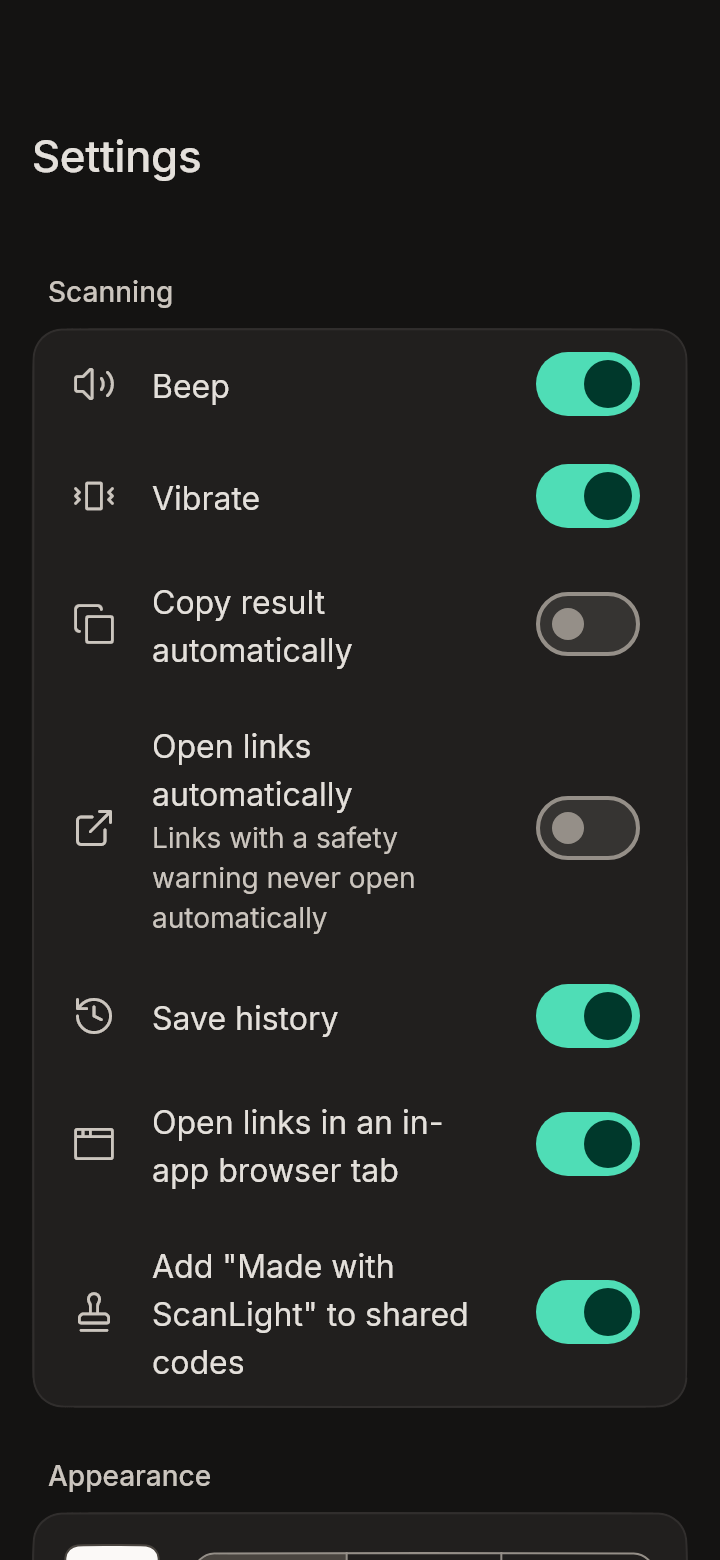 Settings
Scanning
Beep
Vibrate
Copy result
automatically
Open links
automatically
Links with a safety
warning never open
automatically
Save history
Open links in an in-
app browser tab
Add "Made with
ScanLight" to shared
codes
Appearance